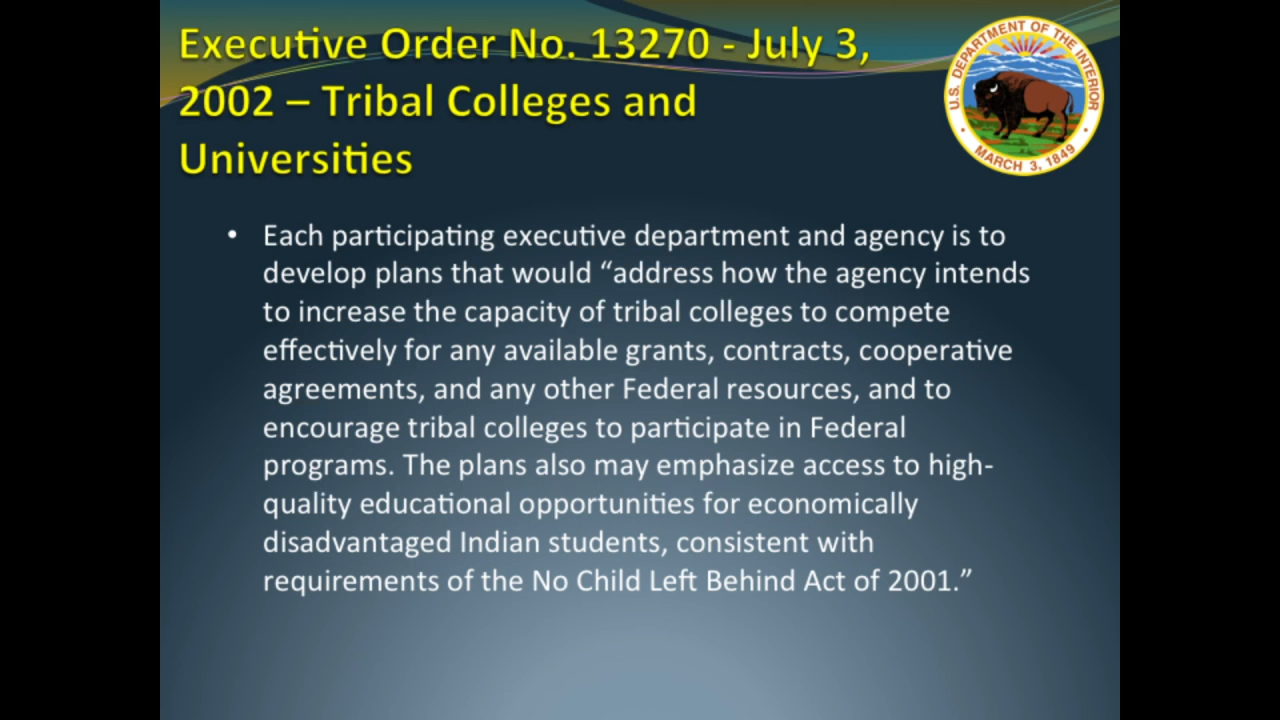 Executive Order No. 13270 - July 3,
2002 – Tribal Colleges and
Universities
U.S. DEPARTMENT OF THE INTERIOR
MARCH 3, 1849
• Each participating executive department and agency is to
develop plans that would “address how the agency intends
to increase the capacity of tribal colleges to compete
effectively for any available grants, contracts, cooperative
agreements, and any other Federal resources, and to
encourage tribal colleges to participate in Federal
programs. The plans also may emphasize access to high-
quality educational opportunities for economically
disadvantaged Indian students, consistent with
requirements of the No Child Left Behind Act of 2001.”